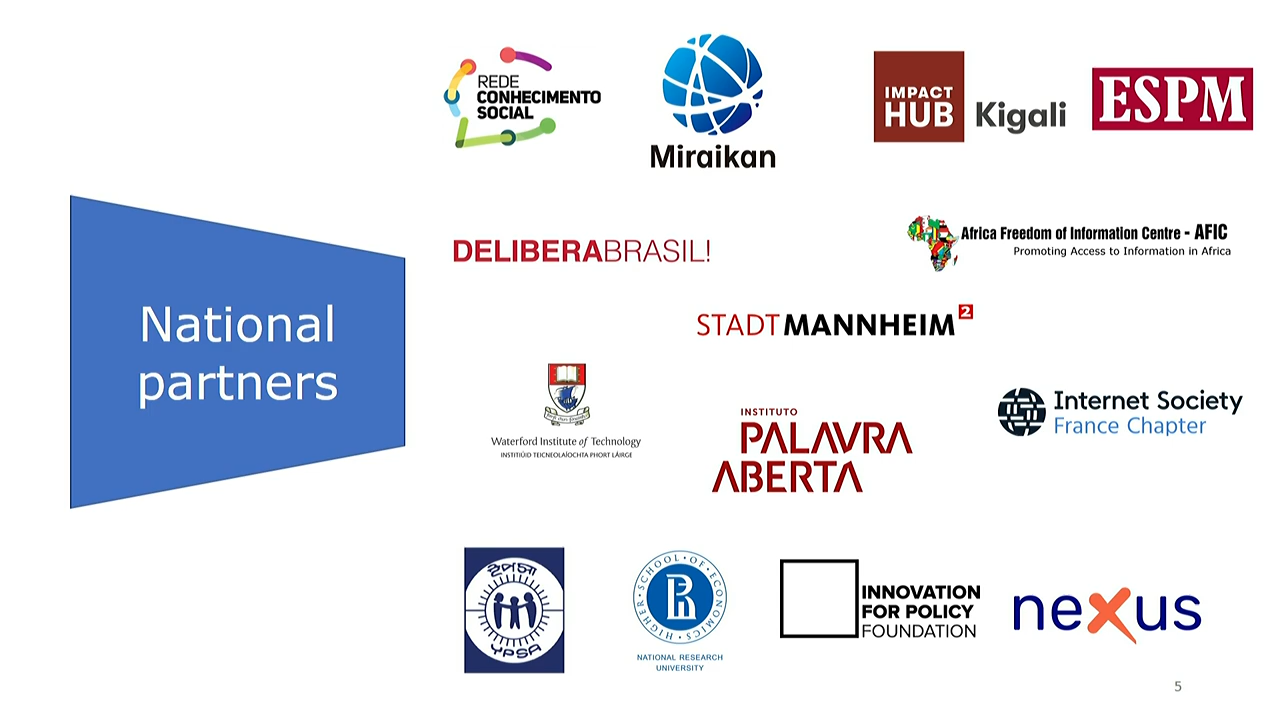 National
partners
REDE
CONHECIMENTO
SOCIAL
Miraikan
IMPACT
HUB Kigali
ESPM
DELIBERABRASIL!
Africa Freedom of Information Centre - AFIC
Promoting Access to Information in Africa
STADTMANNHEIM²
Waterford Institute of Technology
INSTITIÚID TEICNEOLAÍOCHTA PHORT LÁIRGE
INSTITUTO
PALAVRA
ABERTA
Internet Society
France Chapter
ইপসা
YPSA
HIGHER · SCHOOL · OF · ECONOMICS
NATIONAL RESEARCH
UNIVERSITY
INNOVATION
FOR POLICY
FOUNDATION
nexus
5